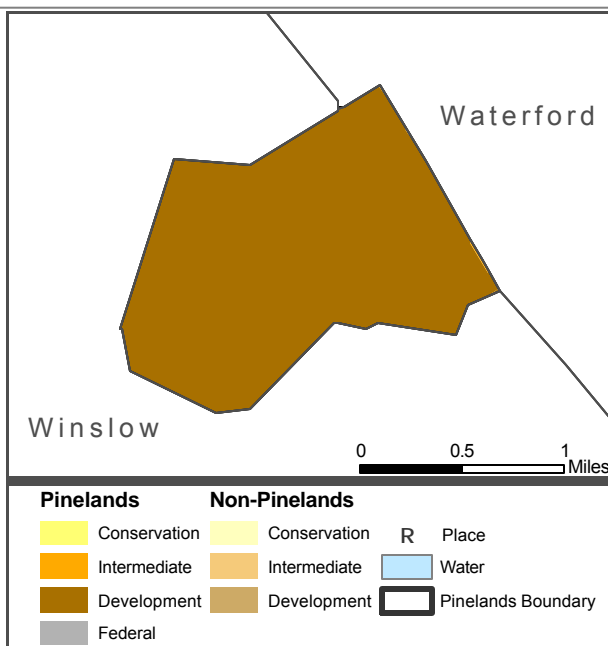 Waterford
Winslow
0 0.5 1
Miles
Pinelands Non-Pinelands
Conservation Conservation R Place
Intermediate Intermediate Water
Development Development Pinelands Boundary
Federal